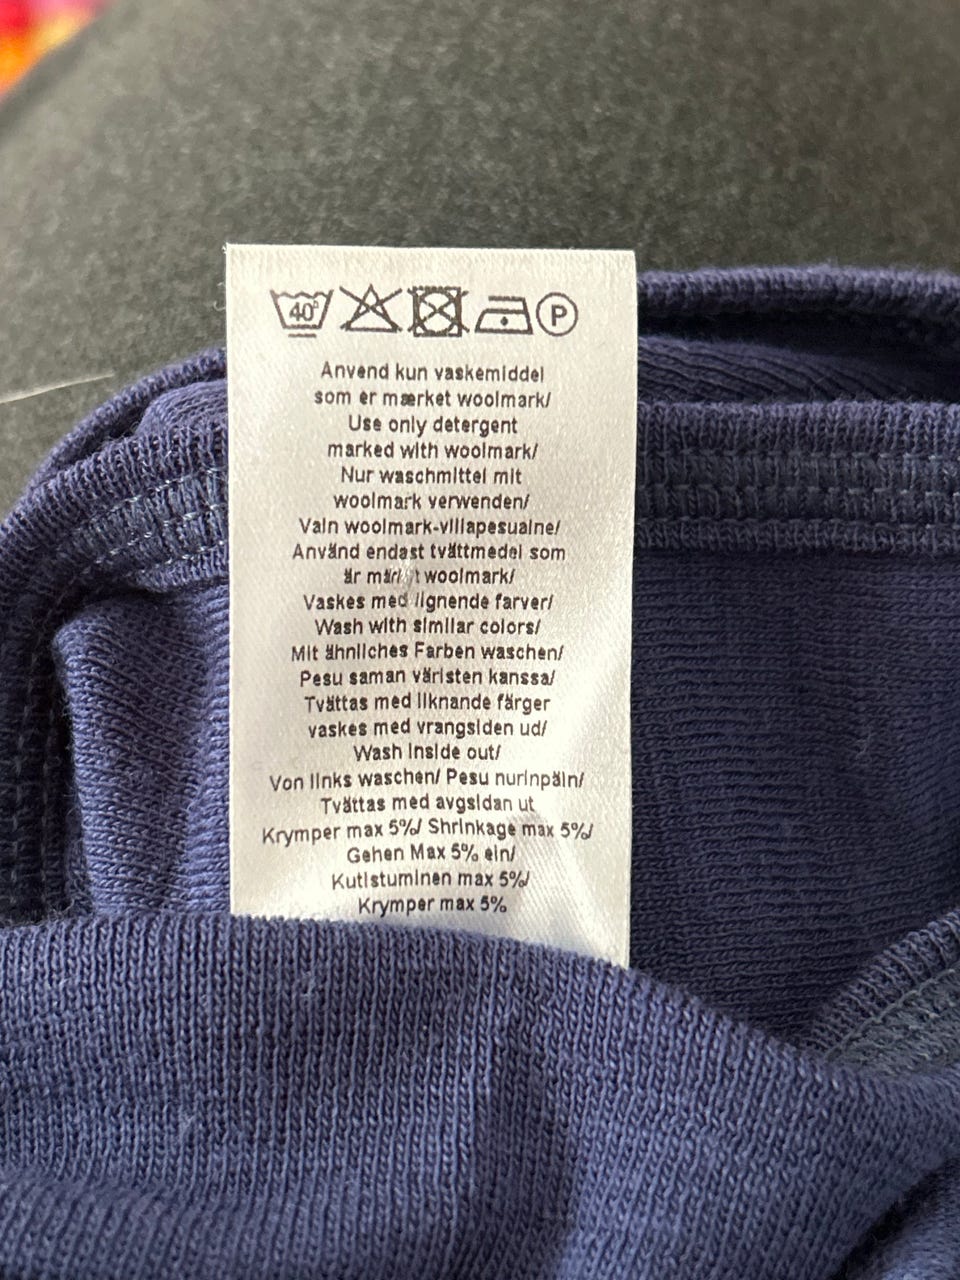 40° P
Anvend kun vaskemiddel
som er mærket woolmark/
Use only detergent
marked with woolmark/
Nur waschmittel mit
woolmark verwenden/
Vain woolmark-villapesuaine/
Använd endast tvättmedel som
är märkt woolmark/
Vaskes med lignende farver/
Wash with similar colors/
Mit ähnliches Farben waschen/
Pesu saman väristen kanssa/
Tvättas med liknande färger
vaskes med vrangsiden ud/
Wash inside out/
Von links waschen/ Pesu nurinpäin/
Tvättas med avgsidan ut
Krymper max 5%/ Shrinkage max 5%/
Gehen Max 5% ein/
Kutistuminen max 5%/
Krymper max 5%